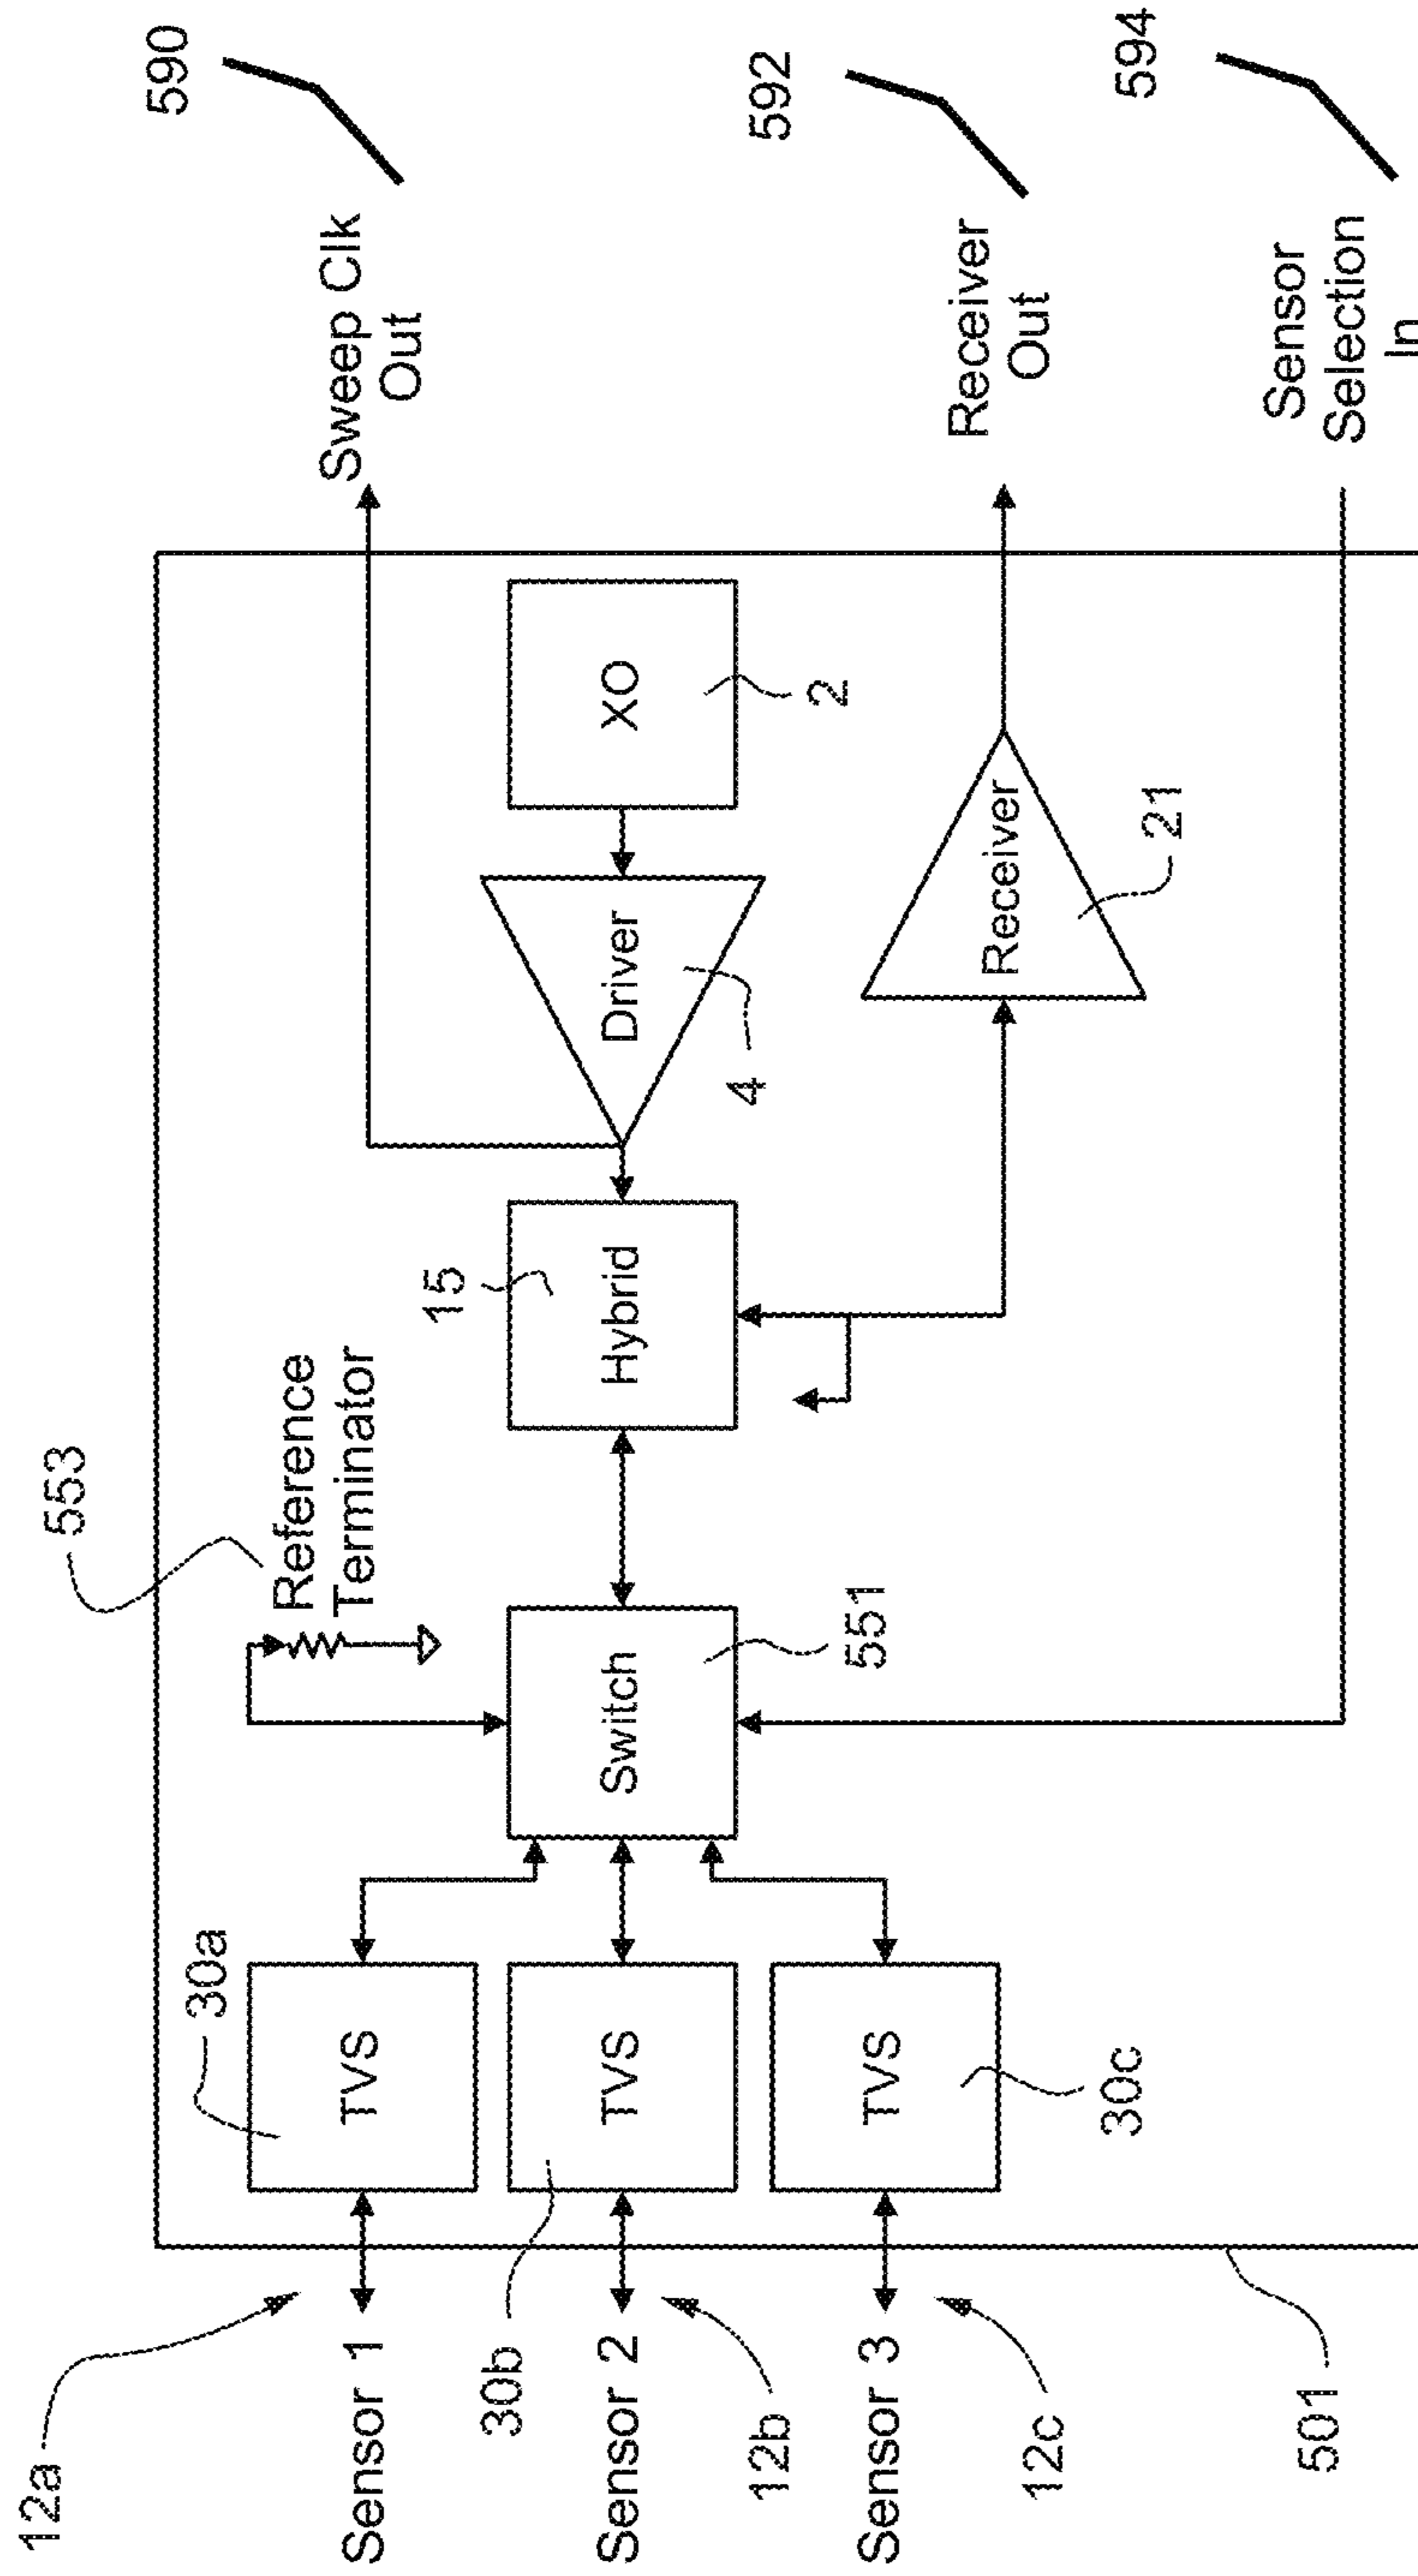 590
592
594
Sweep Clk
Out
Receiver
Out
Sensor
Selection
In
XO
2
Driver
4
Receiver
21
Hybrid
15
553
Reference
Terminator
Switch
551
TVS
30a
TVS
30b
TVS
30c
12a
Sensor 1
Sensor 2
12b
Sensor 3
12c
501